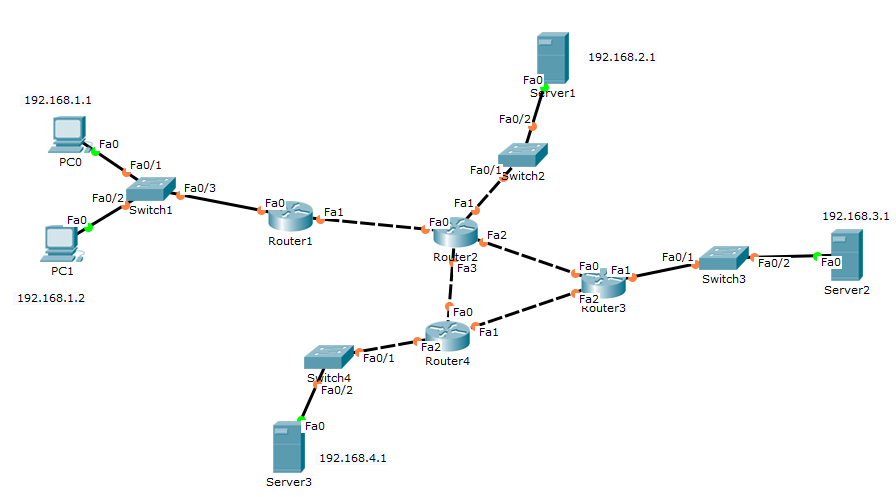 192.168.2.1
Fa0
Server1
192.168.1.1
Fa0
PC0
Fa0/1
Fa0/2
Fa0/3
Switch1
Fa0
PC1
192.168.1.2
Fa0
Fa1
Router1
Fa0/2
Fa0/1
Switch2
Fa1
Fa0
Fa2
Router2
Fa3
192.168.3.1
Fa0
Fa1
Fa2
Router3
Fa0/1
Fa0/2
Switch3
Fa0
Server2
Fa0
Fa1
Fa2
Router4
Fa0/1
Switch4
Fa0/2
Fa0
192.168.4.1
Server3